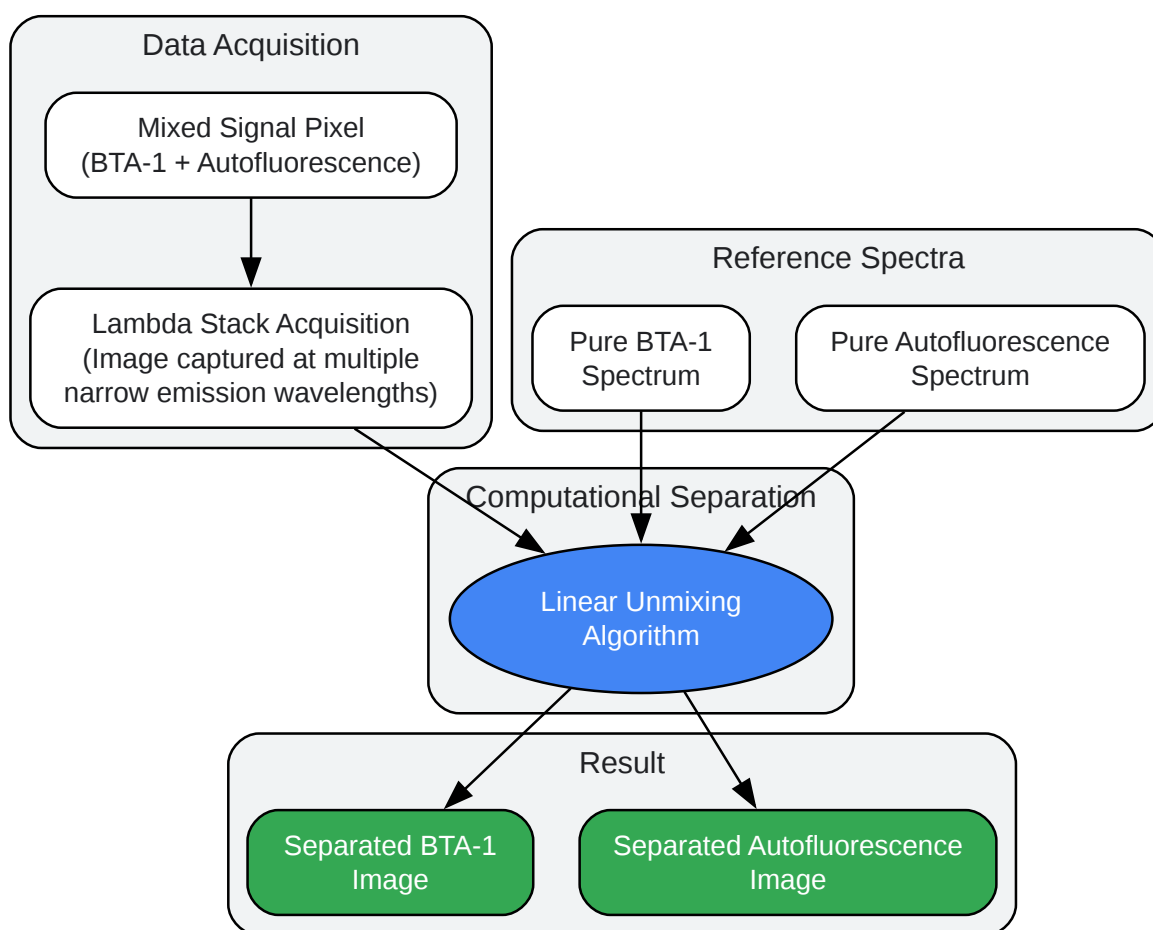 Data Acquisition
Mixed Signal Pixel
(BTA-1 + Autofluorescence)
Lambda Stack Acquisition
(Image captured at multiple
narrow emission wavelengths)
Reference Spectra
Pure BTA-1
Spectrum
Pure Autofluorescence
Spectrum
Computational Separation
Linear Unmixing
Algorithm
Result
Separated BTA-1
Image
Separated Autofluorescence
Image